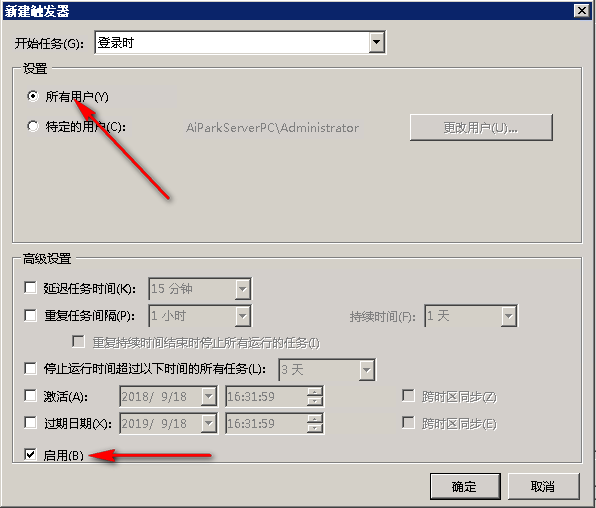 新建触发器
开始任务(G): 登录时
设置
所有用户(Y)
特定的用户(C): AiParkServerPC\Administrator 更改用户(U)...
高级设置
延迟任务时间(K): 15 分钟
重复任务间隔(P): 1 小时 持续时间(F): 1 天
重复持续时间结束时停止所有运行的任务(I)
停止运行时间超过以下时间的所有任务(L): 3 天
激活(A): 2018/ 9/18 16:31:59 跨时区同步(Z)
过期日期(X): 2019/ 9/18 16:31:59 跨时区同步(E)
启用(B)
确定 取消